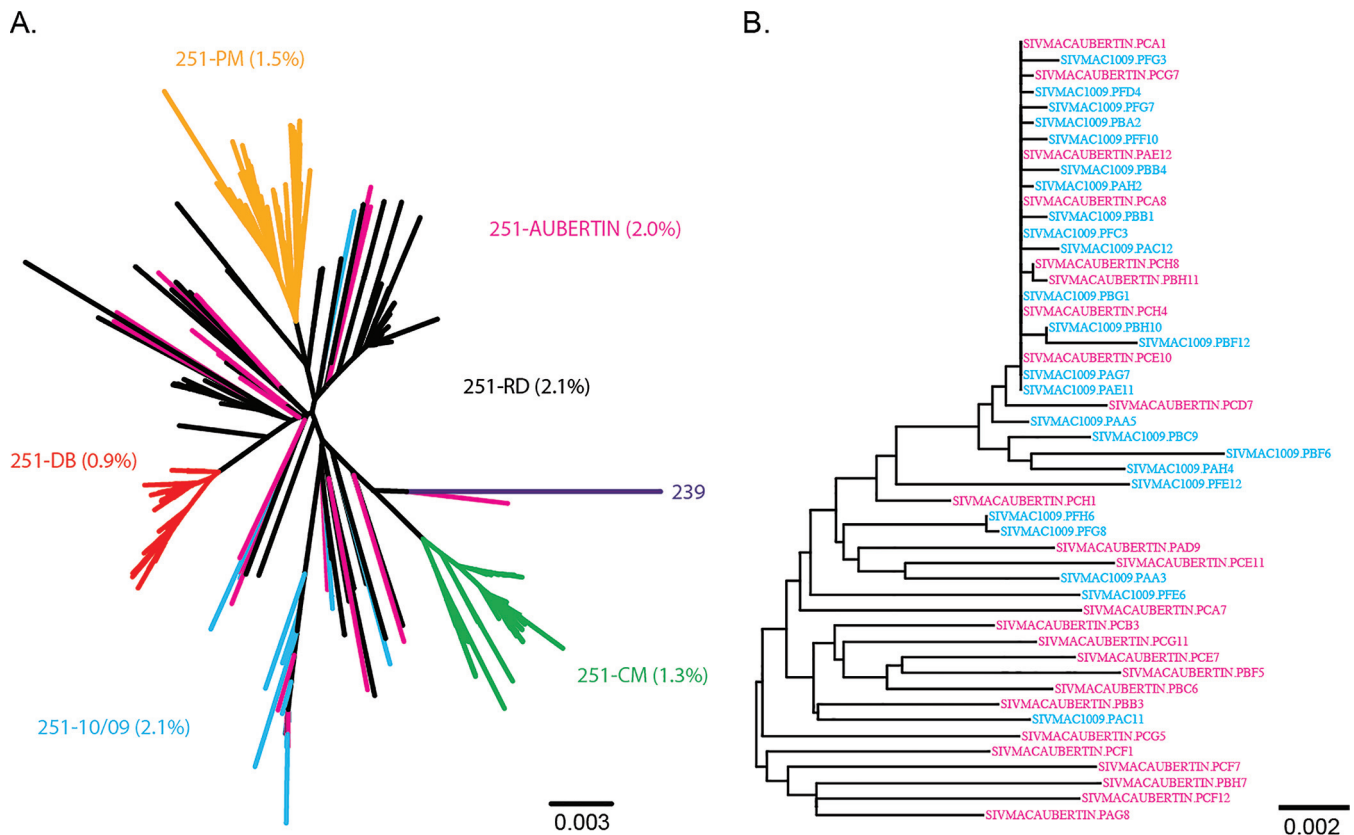 A.
251-PM (1.5%)
251-AUBERTIN (2.0%)
251-RD (2.1%)
251-DB (0.9%)
239
251-CM (1.3%)
251-10/09 (2.1%)
0.003
B.
SIVMACAUBERTIN.PCA1
SIVMAC1009.PFG3
SIVMACAUBERTIN.PCG7
SIVMAC1009.PFD4
SIVMAC1009.PFG7
SIVMAC1009.PBA2
SIVMAC1009.PFF10
SIVMACAUBERTIN.PAE12
SIVMAC1009.PBB4
SIVMAC1009.PAH2
SIVMACAUBERTIN.PCA8
SIVMAC1009.PBB1
SIVMAC1009.PFC3
SIVMAC1009.PAC12
SIVMACAUBERTIN.PCH8
SIVMACAUBERTIN.PBH11
SIVMAC1009.PBG1
SIVMACAUBERTIN.PCH4
SIVMAC1009.PBH10
SIVMAC1009.PBF12
SIVMACAUBERTIN.PCE10
SIVMAC1009.PAG7
SIVMAC1009.PAE11
SIVMACAUBERTIN.PCD7
SIVMAC1009.PAA5
SIVMAC1009.PBC9
SIVMAC1009.PBF6
SIVMAC1009.PAH4
SIVMAC1009.PFE12
SIVMACAUBERTIN.PCH1
SIVMAC1009.PFH6
SIVMAC1009.PFG8
SIVMACAUBERTIN.PAD9
SIVMACAUBERTIN.PCE11
SIVMAC1009.PAA3
SIVMAC1009.PFE6
SIVMACAUBERTIN.PCA7
SIVMACAUBERTIN.PCB3
SIVMACAUBERTIN.PCG11
SIVMACAUBERTIN.PCE7
SIVMACAUBERTIN.PBF5
SIVMACAUBERTIN.PBC6
SIVMACAUBERTIN.PBB3
SIVMAC1009.PAC11
SIVMACAUBERTIN.PCG5
SIVMACAUBERTIN.PCF1
SIVMACAUBERTIN.PCF7
SIVMACAUBERTIN.PBH7
SIVMACAUBERTIN.PCF12
SIVMACAUBERTIN.PAG8
0.002